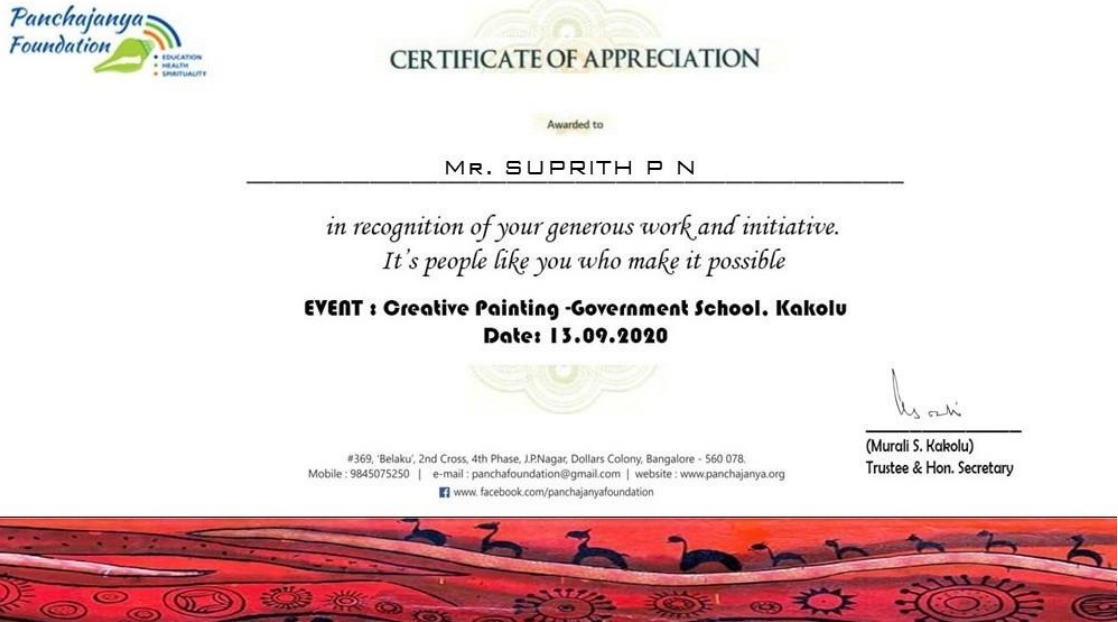 Panchajanya
Foundation
• EDUCATION
• HEALTH
• SPIRITUALITY
CERTIFICATE OF APPRECIATION
Awarded to
MR. SUPRITH P N
in recognition of your generous work and initiative.
It's people like you who make it possible
EVENT : Creative Painting -Government School, Kakolu
Date: 13.09.2020
(Murali S. Kakolu)
Trustee & Hon. Secretary
#369, 'Belaku', 2nd Cross, 4th Phase, J.P.Nagar, Dollars Colony, Bangalore - 560 078.
Mobile : 9845075250 | e-mail : panchafoundation@gmail.com | website : www.panchajanya.org
www. facebook.com/panchajanyafoundation